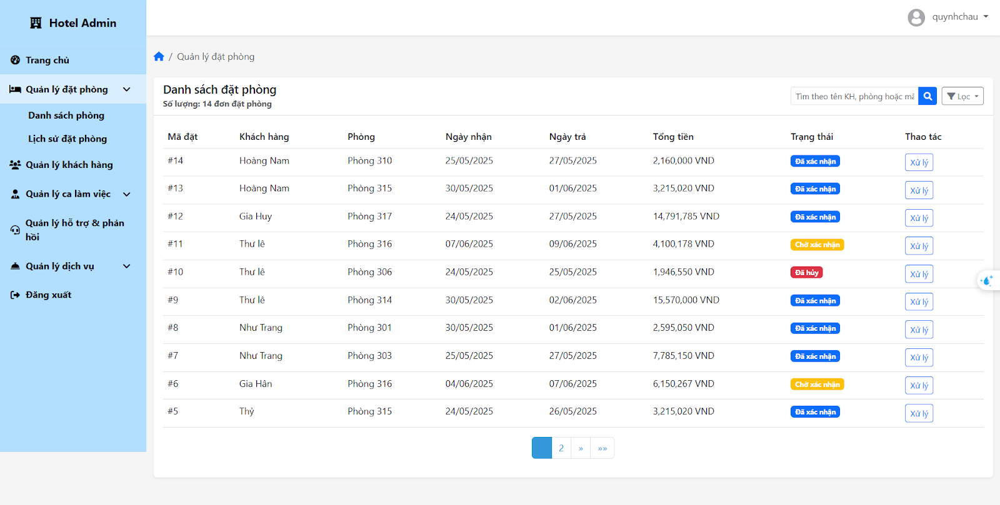 Hotel Admin
quynhchau
Trang chủ
Quản lý đặt phòng
Danh sách phòng
Lịch sử đặt phòng
Quản lý khách hàng
Quản lý ca làm việc
Quản lý hỗ trợ & phản
hồi
Quản lý dịch vụ
Đăng xuất
/ Quản lý đặt phòng
Danh sách đặt phòng
Số lượng: 14 đơn đặt phòng
Tìm theo tên KH, phòng hoặc mã
Lọc
Mã đặt Khách hàng Phòng Ngày nhận Ngày trả Tổng tiền Trạng thái Thao tác
#14 Hoàng Nam Phòng 310 25/05/2025 27/05/2025 2,160,000 VND Đã xác nhận Xử lý
#13 Hoàng Nam Phòng 315 30/05/2025 01/06/2025 3,215,020 VND Đã xác nhận Xử lý
#12 Gia Huy Phòng 317 24/05/2025 27/05/2025 14,791,785 VND Đã xác nhận Xử lý
#11 Thư lê Phòng 316 07/06/2025 09/06/2025 4,100,178 VND Chờ xác nhận Xử lý
#10 Thư lê Phòng 306 24/05/2025 25/05/2025 1,946,550 VND Đã hủy Xử lý
#9 Thư lê Phòng 314 30/05/2025 02/06/2025 15,570,000 VND Đã xác nhận Xử lý
#8 Như Trang Phòng 301 30/05/2025 01/06/2025 2,595,050 VND Đã xác nhận Xử lý
#7 Như Trang Phòng 303 25/05/2025 27/05/2025 7,785,150 VND Đã xác nhận Xử lý
#6 Gia Hân Phòng 316 04/06/2025 07/06/2025 6,150,267 VND Chờ xác nhận Xử lý
#5 Thỷ Phòng 315 24/05/2025 26/05/2025 3,215,020 VND Đã xác nhận Xử lý
2 » »»